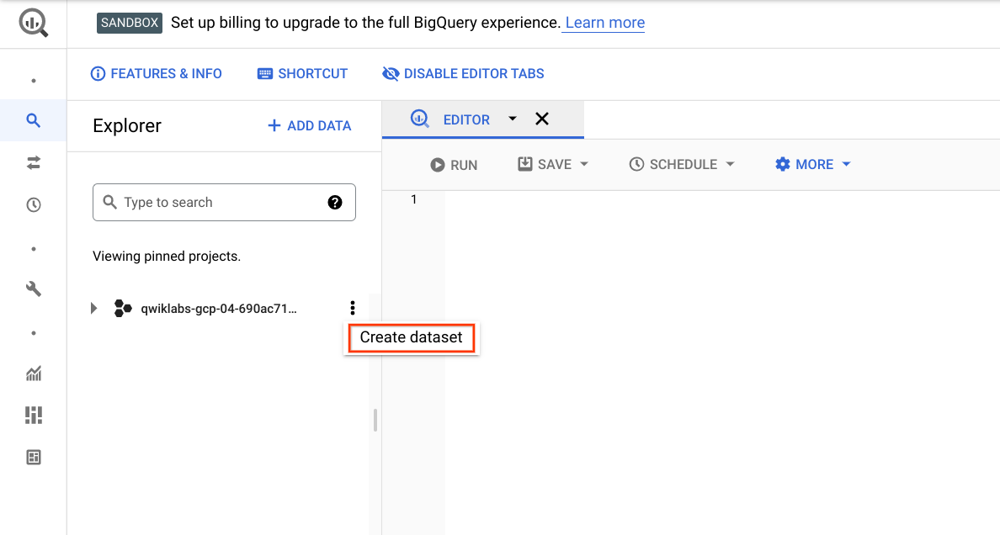 SANDBOX Set up billing to upgrade to the full BigQuery experience. Learn more
FEATURES & INFO SHORTCUT DISABLE EDITOR TABS
Explorer + ADD DATA
EDITOR
RUN SAVE SCHEDULE MORE
1
Type to search
Viewing pinned projects.
qwiklabs-gcp-04-690ac71...
Create dataset